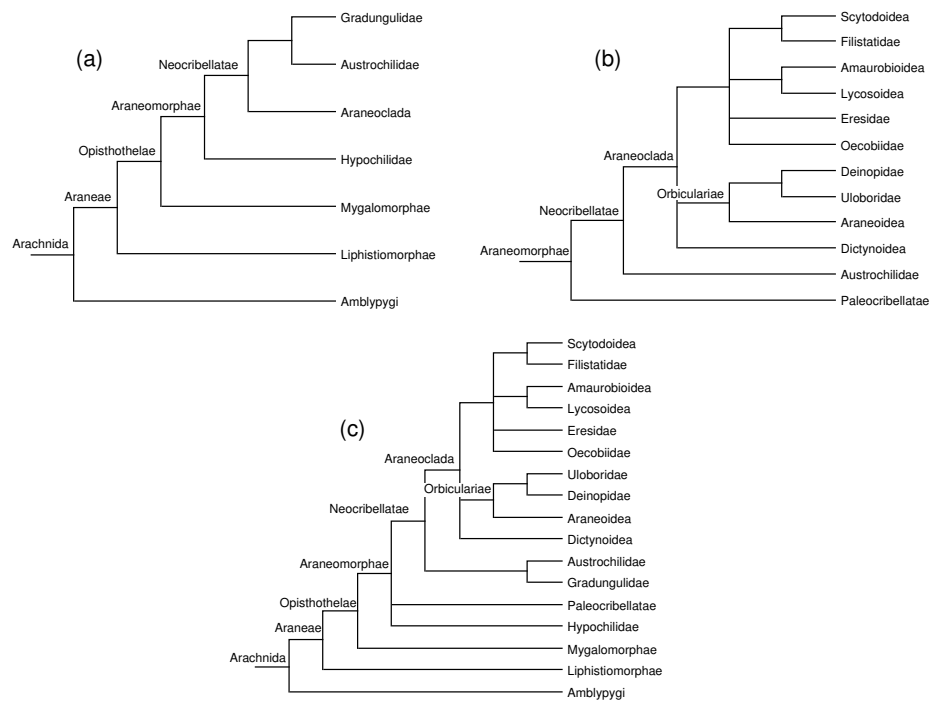 (a)
Gradungulidae
Austrochilidae
Neocribellatae
Araneoclada
Araneomorphae
Hypochilidae
Opisthothelae
Mygalomorphae
Araneae
Arachnida
Liphistiomorphae
Amblypygi
(b)
Scytodoidea
Filistatidae
Amaurobioidea
Lycosoidea
Eresidae
Oecobiidae
Araneoclada
Deinopidae
Orbiculariae
Uloboridae
Neocribellatae
Araneoidea
Araneomorphae
Dictynoidea
Austrochilidae
Paleocribellatae
(c)
Scytodoidea
Filistatidae
Amaurobioidea
Lycosoidea
Eresidae
Oecobiidae
Araneoclada
Uloboridae
Orbiculariae
Deinopidae
Neocribellatae
Araneoidea
Dictynoidea
Araneomorphae
Austrochilidae
Gradungulidae
Opisthothelae
Paleocribellatae
Araneae
Hypochilidae
Mygalomorphae
Arachnida
Liphistiomorphae
Amblypygi